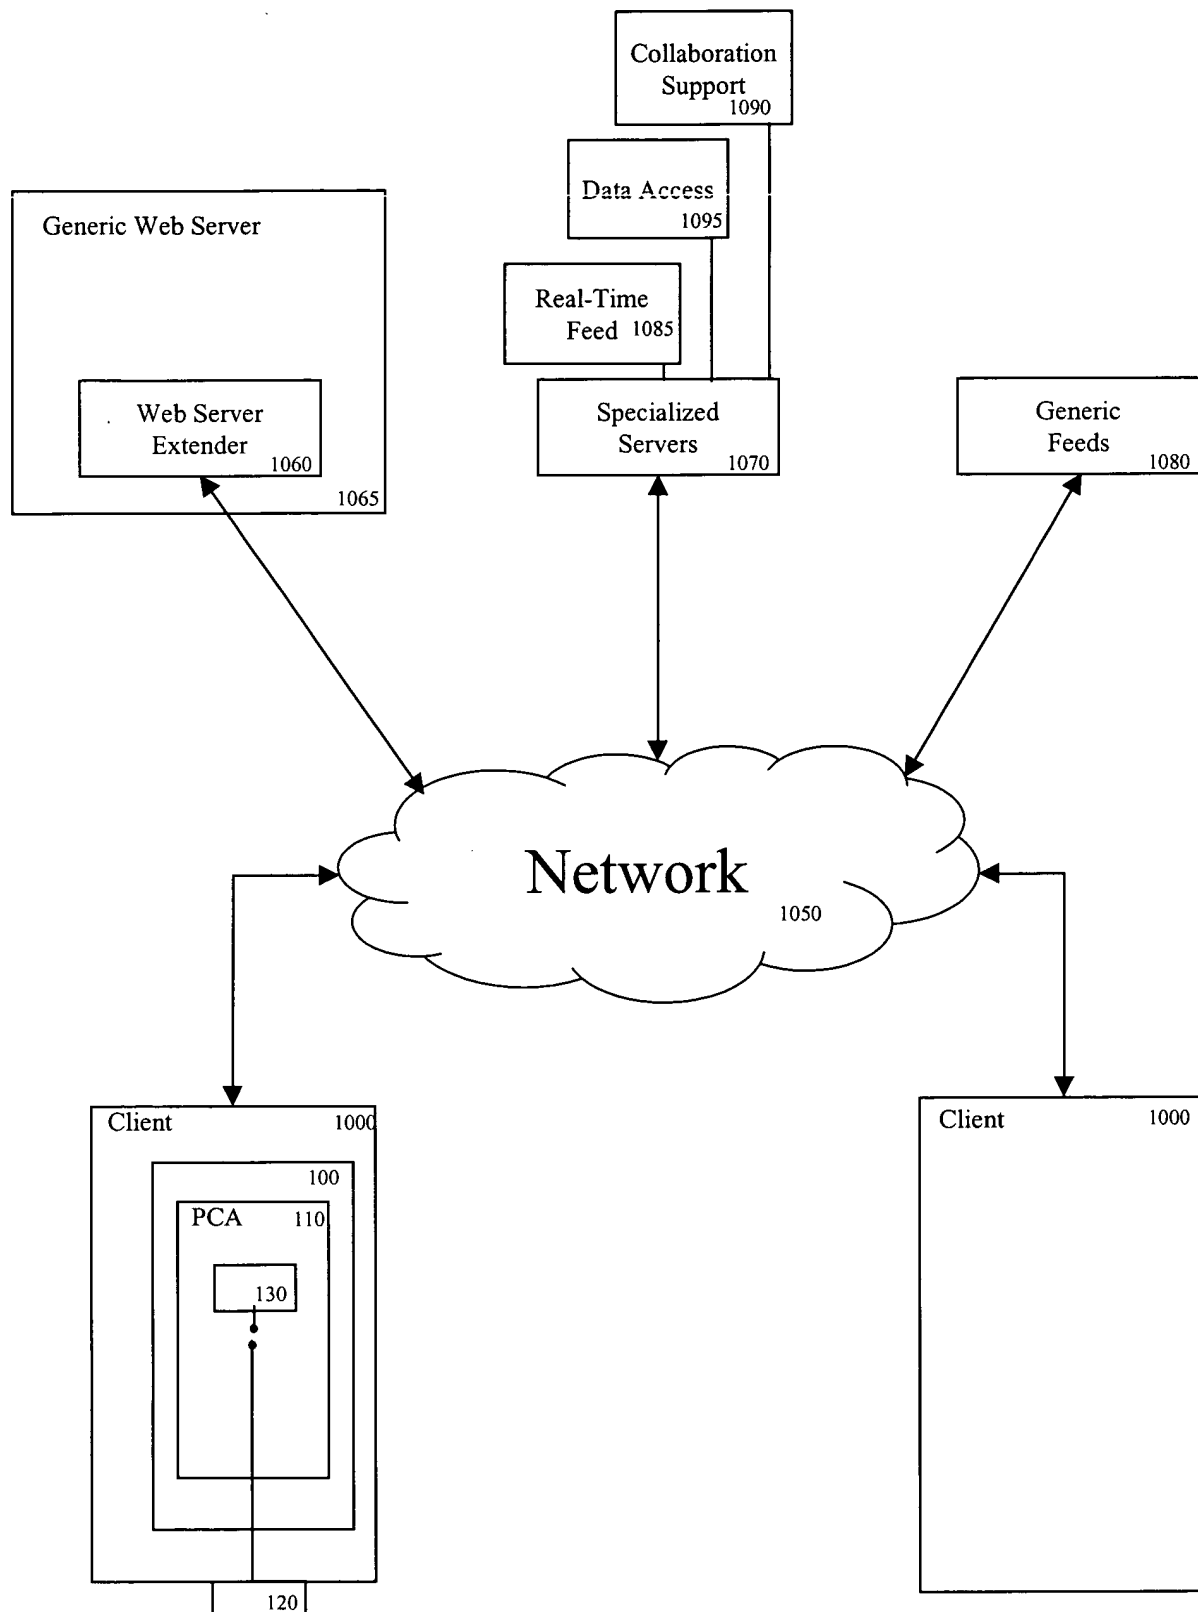 Collaboration
Support
1090
Data Access
1095
Generic Web Server
Real-Time
Feed 1085
Web Server
Extender
1060
1065
Specialized
Servers
1070
Generic
Feeds
1080
Network
1050
Client 1000
100
PCA 110
130
120
Client 1000